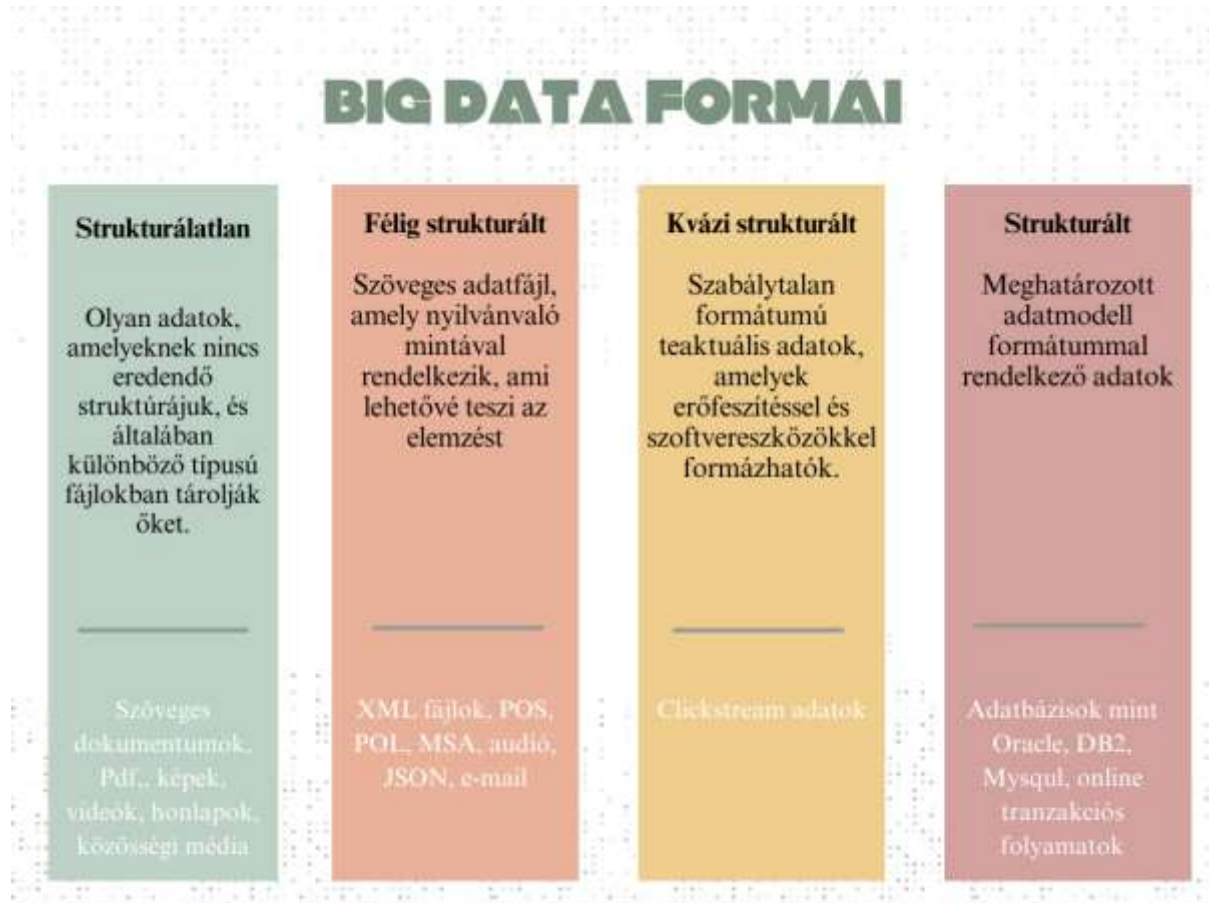 BIG DATA FORMÁI
Strukturálatlan
Olyan adatok,
amelyeknek nincs
eredendő
struktúrájuk, és
általában
különböző típusú
fájlokban tárolják
őket.
Szöveges
dokumentumok,
Pdf,, képek,
videók, honlapok,
közösségi média
Félig strukturált
Szöveges adatfájl,
amely nyilvánvaló
mintával
rendelkezik, ami
lehetővé teszi az
elemzést
XML fájlok, POS,
POL, MSA, audió,
JSON, e-mail
Kvázi strukturált
Szabálytalan
formátumú
teaktuális adatok,
amelyek
erőfeszítéssel és
szoftvereszközökkel
formázhatók.
Clickstream adatok
Strukturált
Meghatározott
adatmodell
formátummal
rendelkező adatok
Adatbázisok mint
Oracle, DB2,
Mysqul, online
tranzakciós
folyamatok